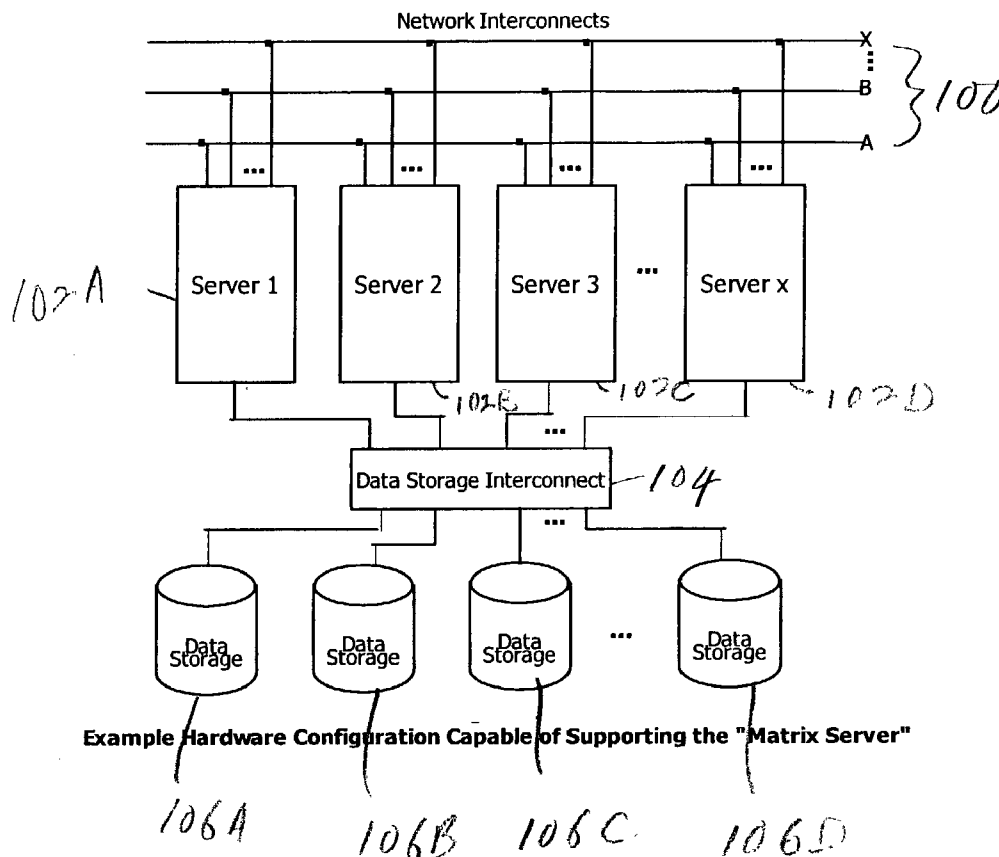 Network Interconnects
X
B
A
100
Server 1
Server 2
Server 3
...
Server x
102A
102B
102C
102D
Data Storage Interconnect
104
Data Storage
Data Storage
Data Storage
...
Data Storage
Example Hardware Configuration Capable of Supporting the "Matrix Server"
106A
106B
106C
106D